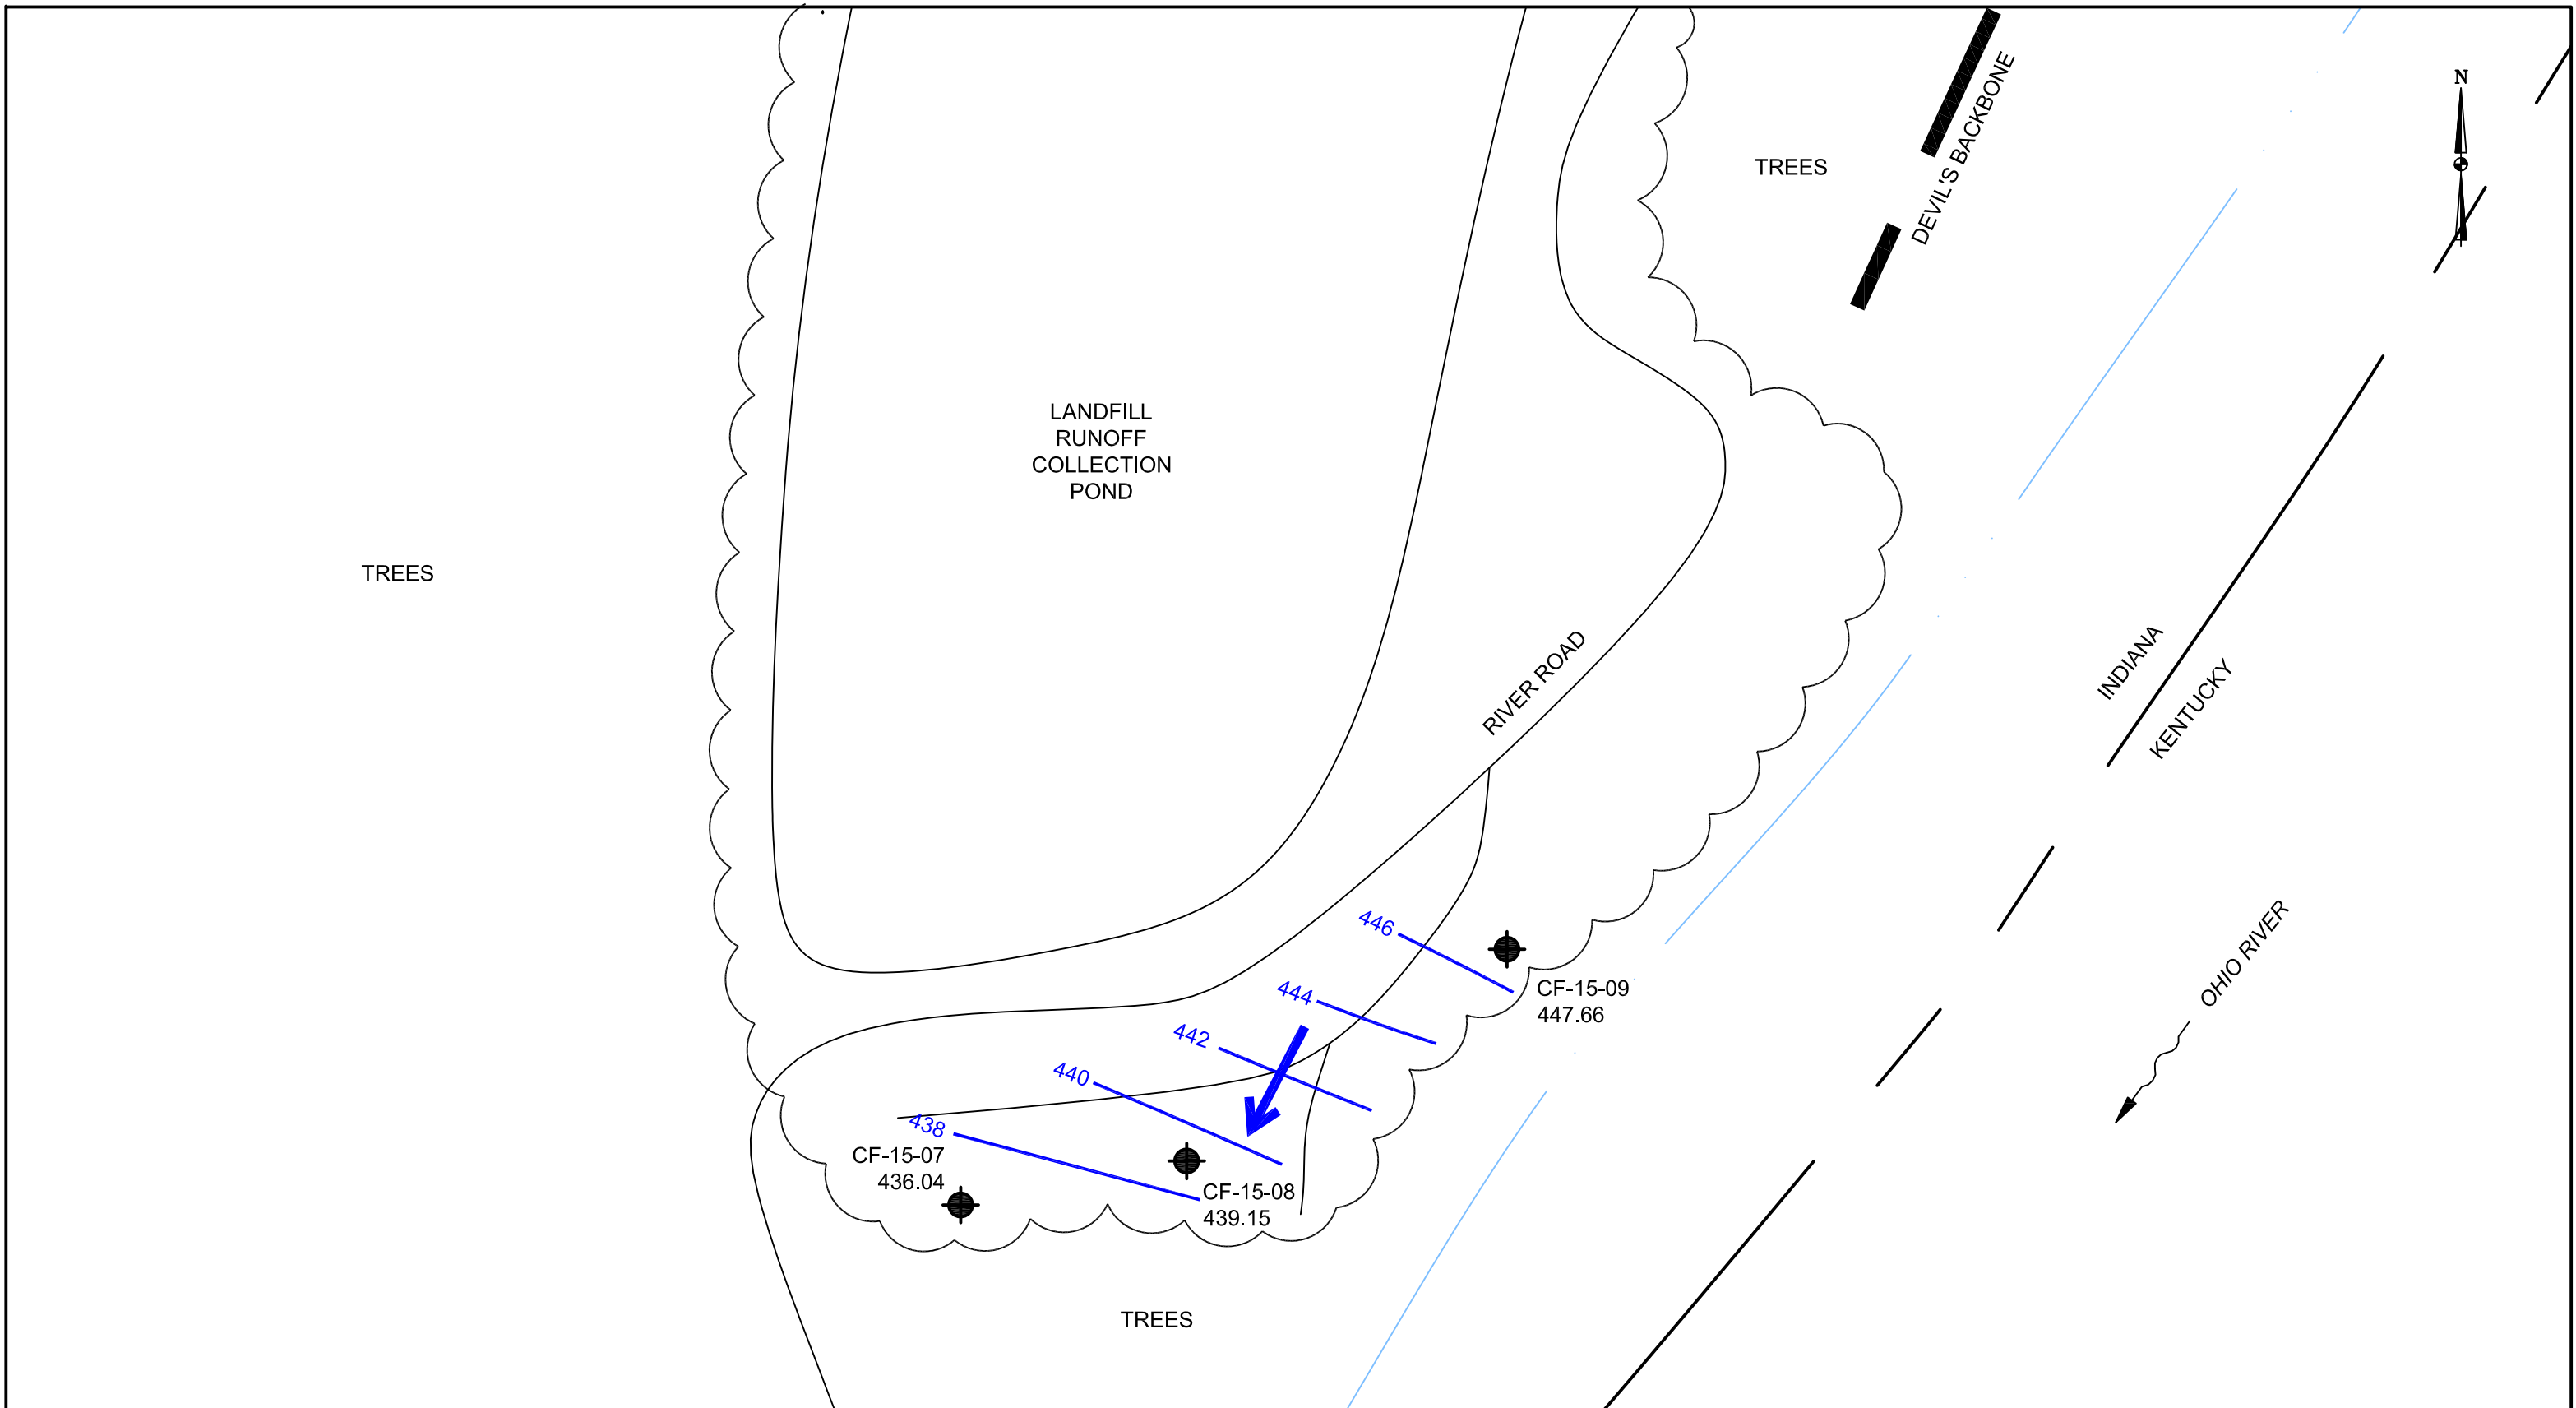 N
DEVIL'S BACKBONE
TREES
LANDFILL
RUNOFF
COLLECTION
POND
TREES
RIVER ROAD
INDIANA
KENTUCKY
OHIO RIVER
446
444
442
440
438
CF-15-09
447.66
CF-15-07
436.04
CF-15-08
439.15
TREES